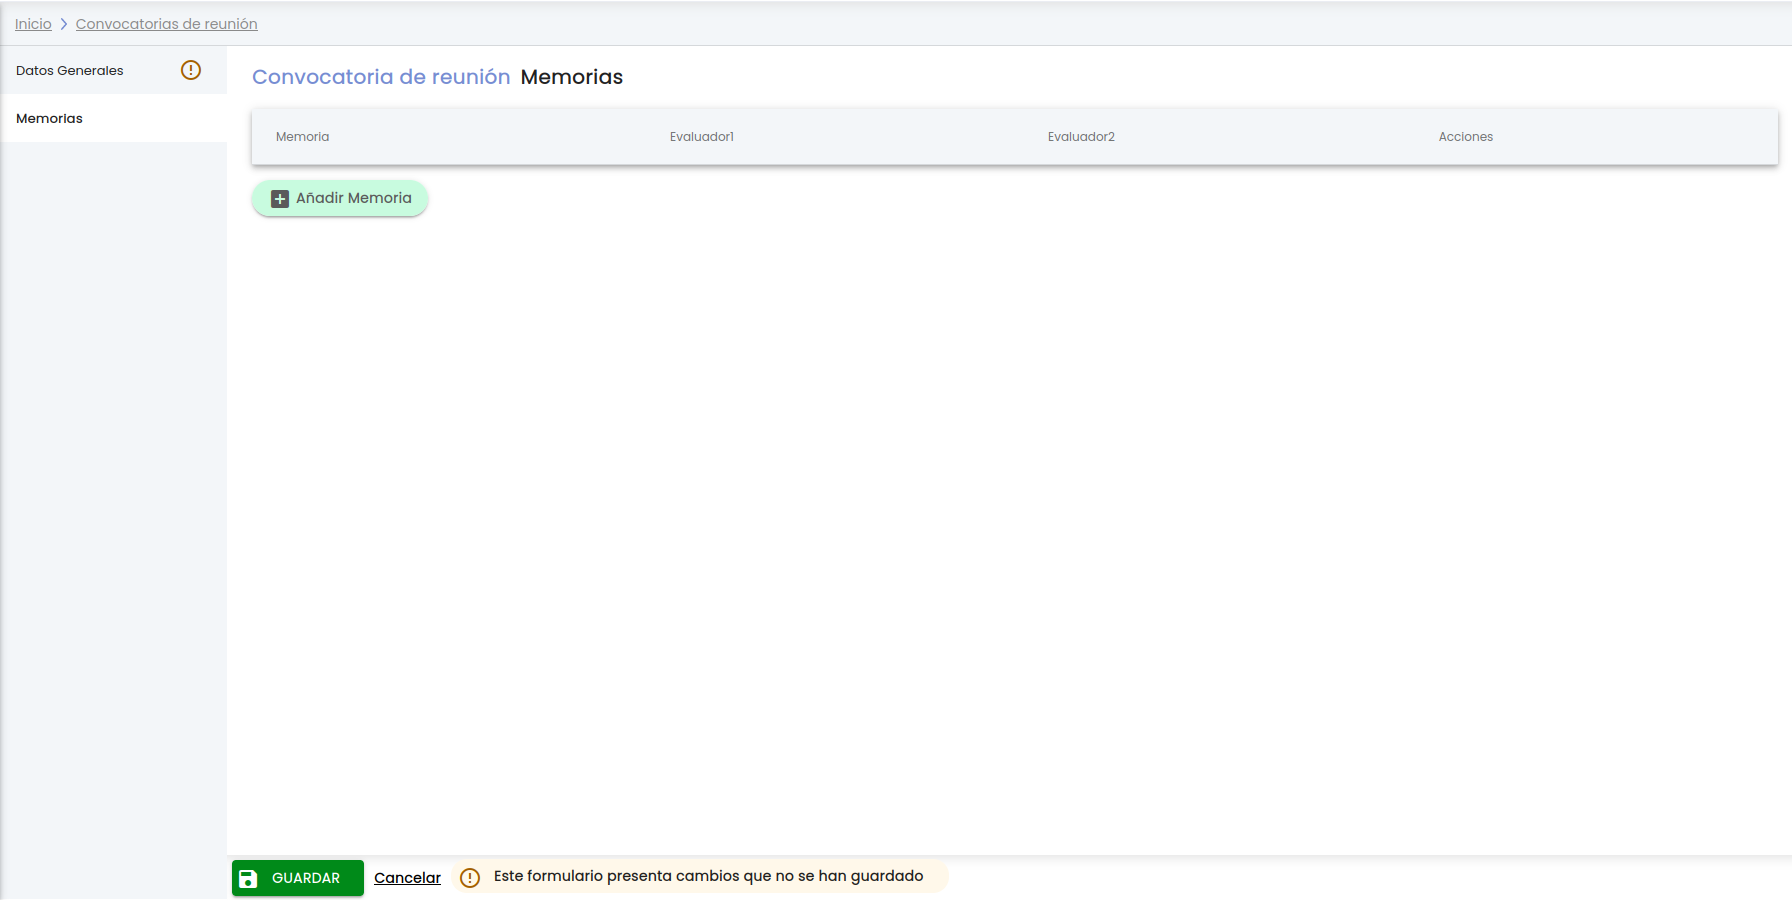 Inicio > Convocatorias de reunión
Datos Generales
Memorias
Convocatoria de reunión Memorias
Memoria Evaluador1 Evaluador2 Acciones
Añadir Memoria
GUARDAR Cancelar Este formulario presenta cambios que no se han guardado